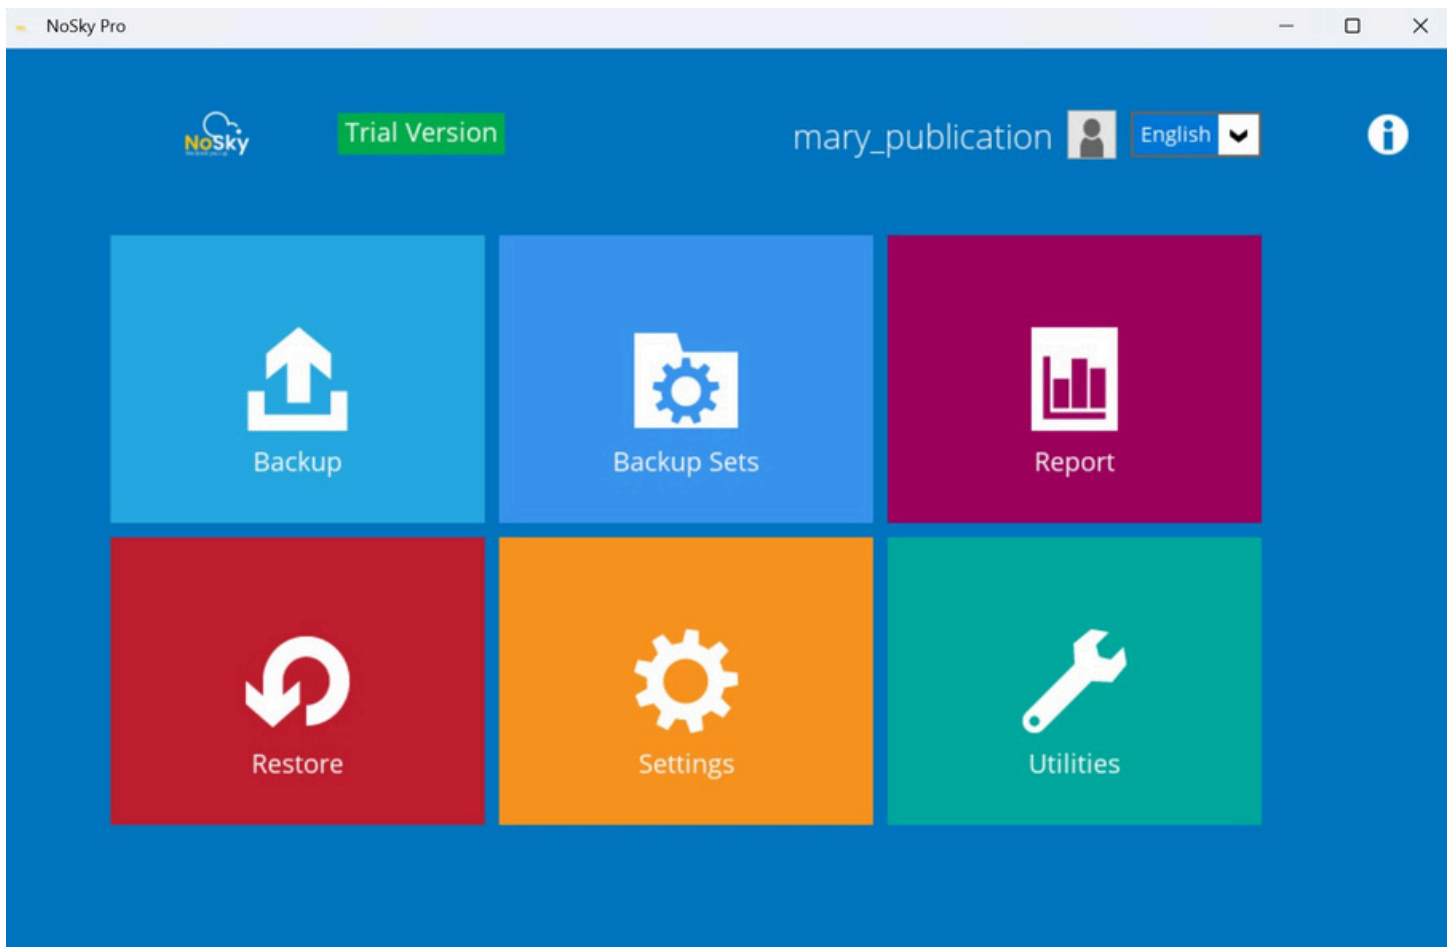 NoSky Pro
NoSky
Trial Version
mary_publication
English
Backup
Backup Sets
Report
Restore
Settings
Utilities